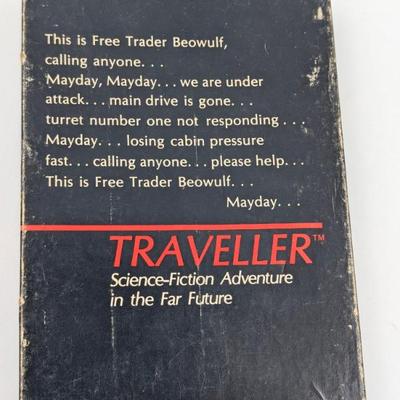 This is Free Trader Beowulf,
calling anyone. . .
Mayday, Mayday. . . we are under
attack. . . main drive is gone. . .
turret number one not responding . . .
Mayday. . . losing cabin pressure
fast. . . calling anyone. . . please help. . .
This is Free Trader Beowulf. . .
Mayday. . .
TRAVELLER™
Science-Fiction Adventure
in the Far Future